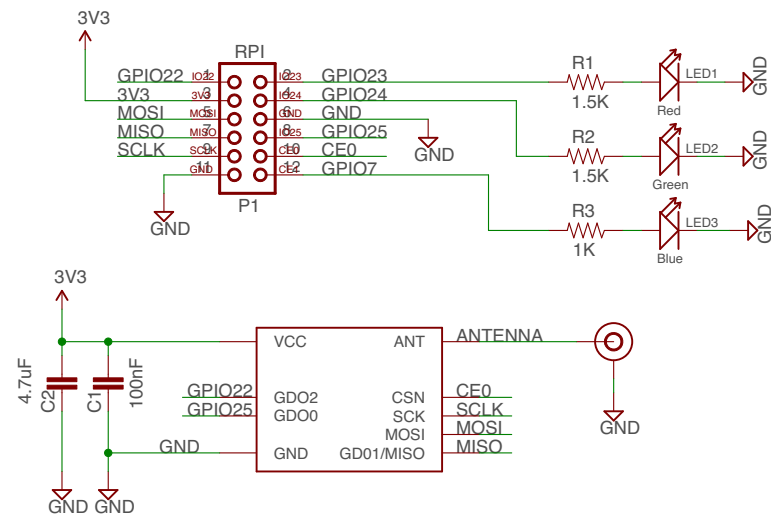 3V3
RPI
GPIO22 1 IO22 IO23 2 GPIO23
3V3 3 3V3 IO24 4 GPIO24
MOSI 5 MOSI GND 6 GND
MISO 7 MISO IO25 8 GPIO25
SCLK 9 SCLK CE0 10 CE0
11 GND CE1 12 GPIO7
P1
GND
GND
R1
1.5K
LED1
Red
GND
R2
1.5K
LED2
Green
GND
R3
1K
LED3
Blue
GND
3V3
4.7uF
C2
C1
100nF
VCC ANT ANTENNA
GPIO22 GDO2 CSN CE0
GPIO25 GDO0 SCK SCLK
MOSI MOSI
GND GND GD01/MISO MISO
GND
GND GND